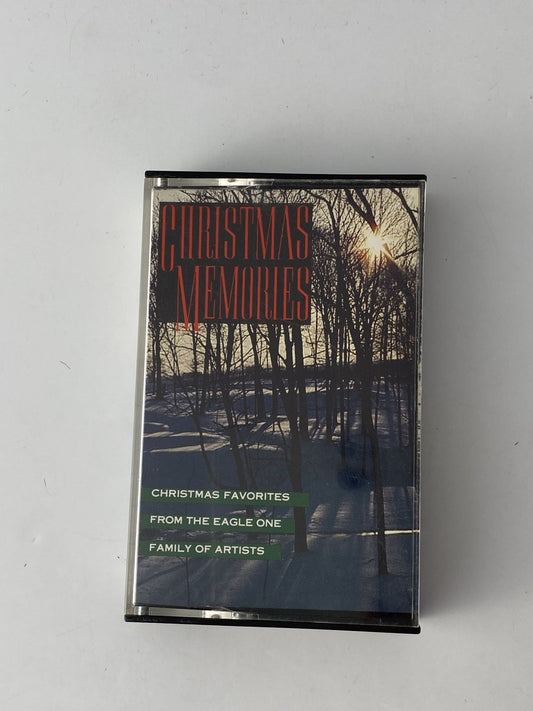 CHRISTMAS
MEMORIES
CHRISTMAS FAVORITES
FROM THE EAGLE ONE
FAMILY OF ARTISTS